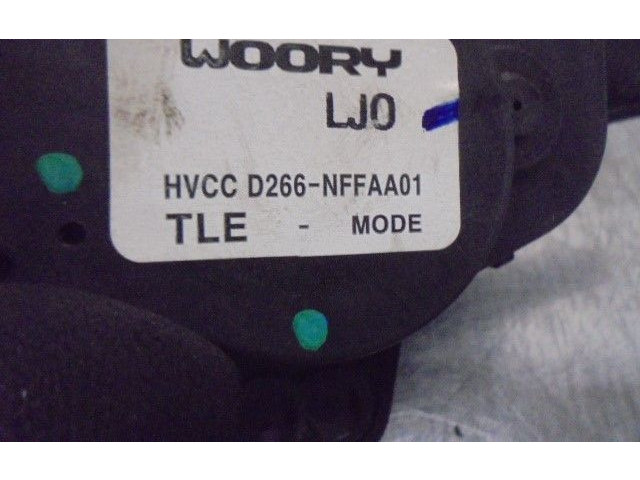 WOORY
LJ0
HVCC D266-NFFAA01
TLE - MODE